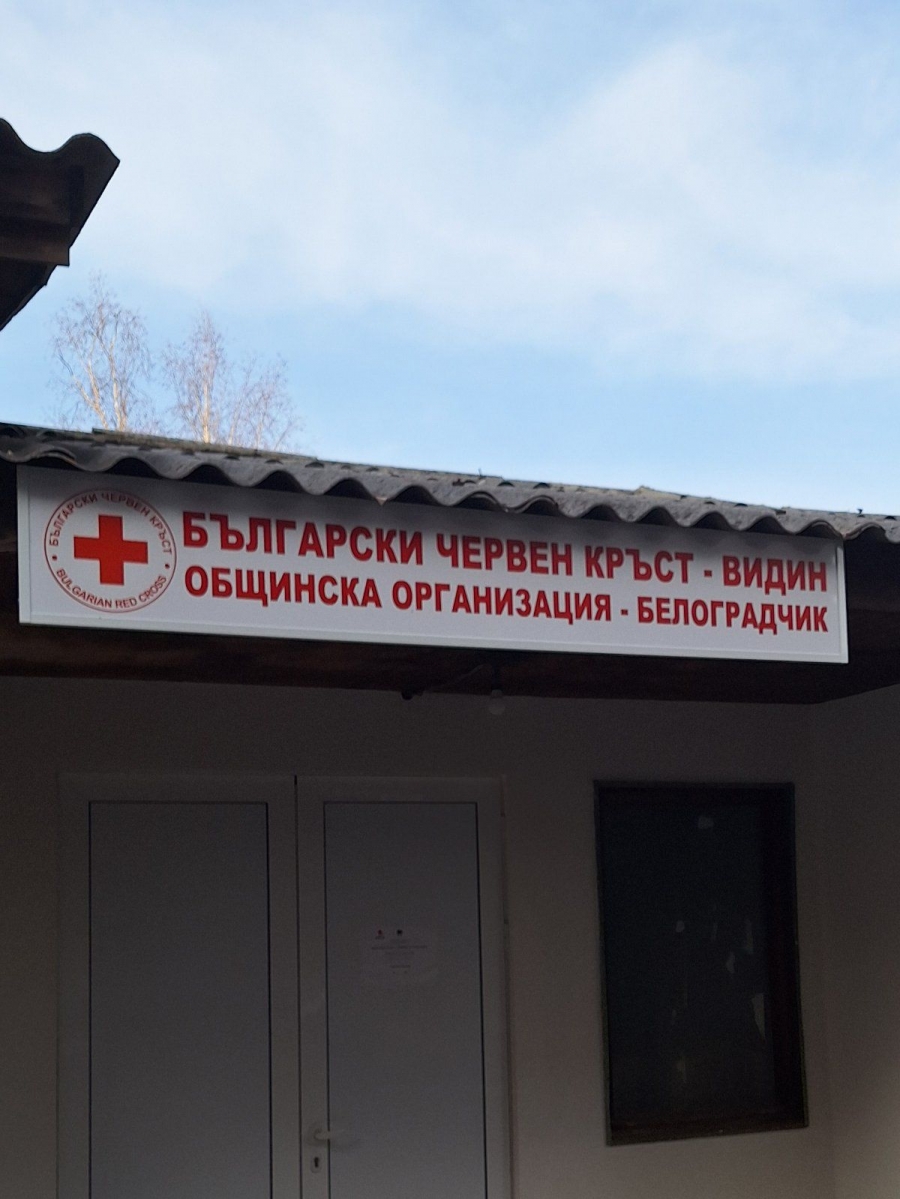 БЪЛГАРСКИ ЧЕРВЕН КРЪСТ
BULGARIAN RED CROSS
БЪЛГАРСКИ ЧЕРВЕН КРЪСТ - ВИДИН
ОБЩИНСКА ОРГАНИЗАЦИЯ - БЕЛОГРАДЧИК